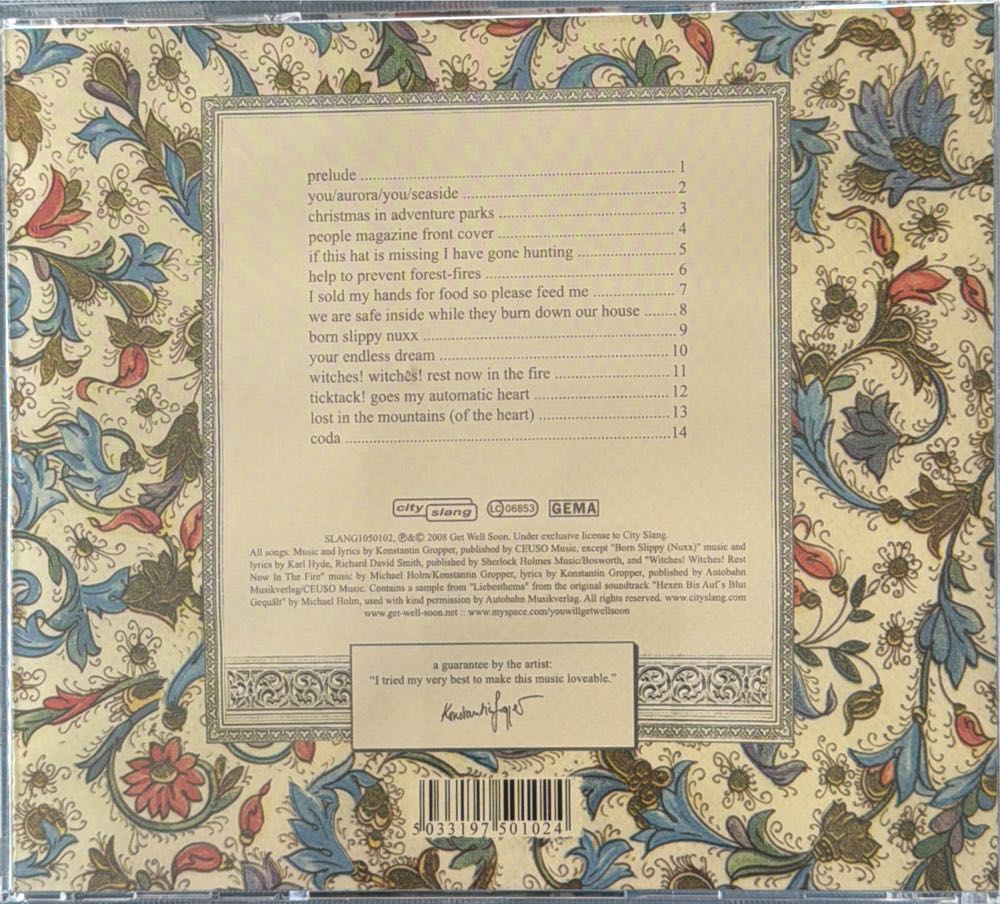 prelude ........ 1
you/aurora/you/seaside ........ 2
christmas in adventure parks ........ 3
people magazine front cover ........ 4
if this hat is missing I have gone hunting ........ 5
help to prevent forest-fires ........ 6
I sold my hands for food so please feed me ........ 7
we are safe inside while they burn down our house ........ 8
born slippy nuxx ........ 9
your endless dream ........ 10
witches! witches! rest now in the fire ........ 11
ticktack! goes my automatic heart ........ 12
lost in the mountains (of the heart) ........ 13
coda ........ 14
city slang LC 06853 GEMA
SLANG1050102, ℗&© 2008 Get Well Soon. Under exclusive license to City Slang.
All songs: Music and lyrics by Konstantin Gropper, published by CEUSO Music, except "Born Slippy (Nuxx)" music and
lyrics by Karl Hyde, Richard David Smith, published by Sherlock Holmes Music/Bosworth, and "Witches! Witches! Rest
Now In The Fire" music by Michael Holm/Konstantin Gropper, lyrics by Konstantin Gropper, published by Autobahn
Musikverlag/CEUSO Music. Contains a sample from "Liebesthema" from the original soundtrack "Hexen Bis Auf´s Blut
Gequält" by Michael Holm, used with kind permission by Autobahn Musikverlag. All rights reserved. www.cityslang.com
www.get-well-soon.net :: www.myspace.com/youwillgetwellsoon
a guarantee by the artist:
"I tried my very best to make this music loveable."
Konstantin Gropper
5 033197 501024